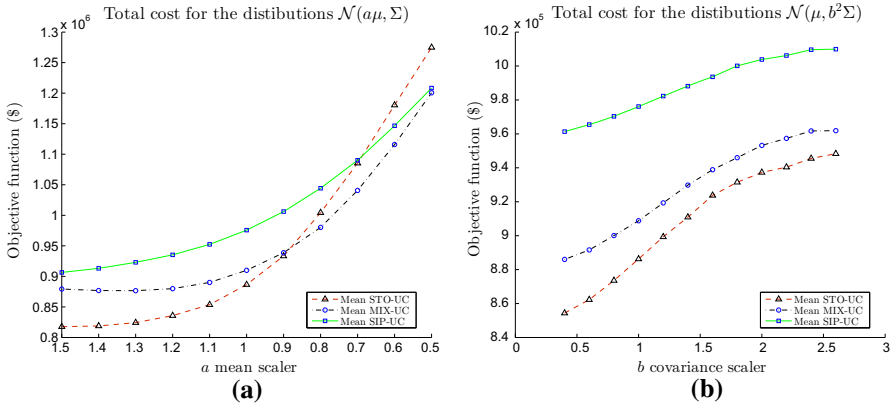 Total cost for the distibutions 𝒩(aμ, Σ)
x 10⁶
1.3
1.25
1.2
1.15
1.1
1.05
1
0.95
0.9
0.85
0.8
Objective function ($)
Mean STO-UC
Mean MIX-UC
Mean SIP-UC
1.5 1.4 1.3 1.2 1.1 1 0.9 0.8 0.7 0.6 0.5
a mean scaler
(a)
Total cost for the distibutions 𝒩(μ, b²Σ)
x 10⁵
10.2
10
9.8
9.6
9.4
9.2
9
8.8
8.6
8.4
Objective function ($)
Mean STO-UC
Mean MIX-UC
Mean SIP-UC
0 0.5 1 1.5 2 2.5 3
b covariance scaler
(b)